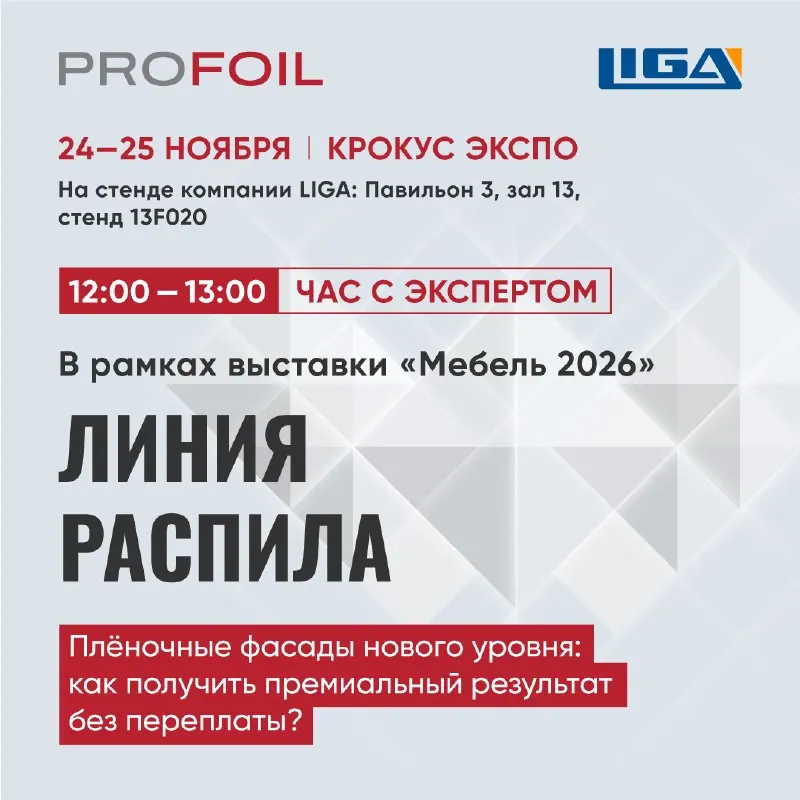 PROFOIL
LIGA
24—25 НОЯБРЯ | КРОКУС ЭКСПО
На стенде компании LIGA: Павильон 3, зал 13,
стенд 13F020
12:00 — 13:00 ЧАС С ЭКСПЕРТОМ
В рамках выставки «Мебель 2026»
ЛИНИЯ
РАСПИЛА
Плёночные фасады нового уровня:
как получить премиальный результат
без переплаты?